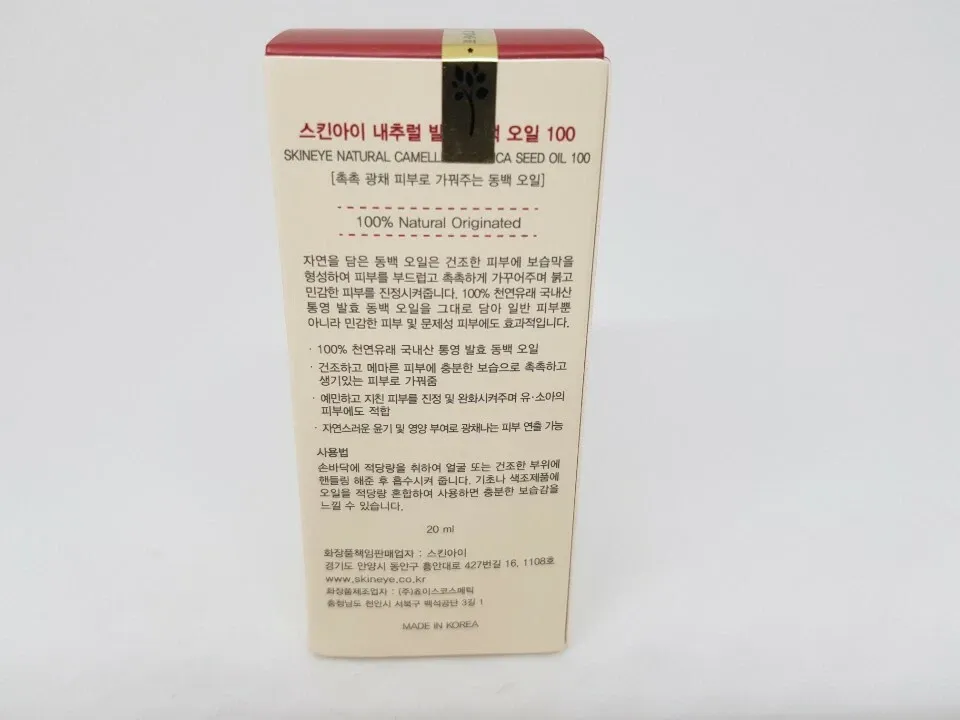 스킨아이 내추럴 발 오일 100
SKINEYE NATURAL CAMELL CA SEED OIL 100
[촉촉 광채 피부로 가꿔주는 동백 오일]
100% Natural Originated
자연을 담은 동백 오일은 건조한 피부에 보습막을
형성하여 피부를 부드럽고 촉촉하게 가꾸어주며 붉고
민감한 피부를 진정시켜줍니다. 100% 천연유래 국내산
통영 발효 동백 오일을 그대로 담아 일반 피부뿐
아니라 민감한 피부 및 문제성 피부에도 효과적입니다.
· 100% 천연유래 국내산 통영 발효 동백 오일
· 건조하고 메마른 피부에 충분한 보습으로 촉촉하고
생기있는 피부로 가꿔줌
· 예민하고 지친 피부를 진정 및 완화시켜주며 유·소아의
피부에도 적합
· 자연스러운 윤기 및 영양 부여로 광채나는 피부 연출 가능
사용법
손바닥에 적당량을 취하여 얼굴 또는 건조한 부위에
핸들링 해준 후 흡수시켜 줍니다. 기초나 색조제품에
오일을 적당량 혼합하여 사용하면 충분한 보습감을
느낄 수 있습니다.
20 ml
화장품책임판매업자 : 스킨아이
경기도 안양시 동안구 흥안대로 427번길 16, 1108호
www.skineye.co.kr
화장품제조업자 :
충청남도 천안시 서북구 백석공단 3길 1
MADE IN KOREA